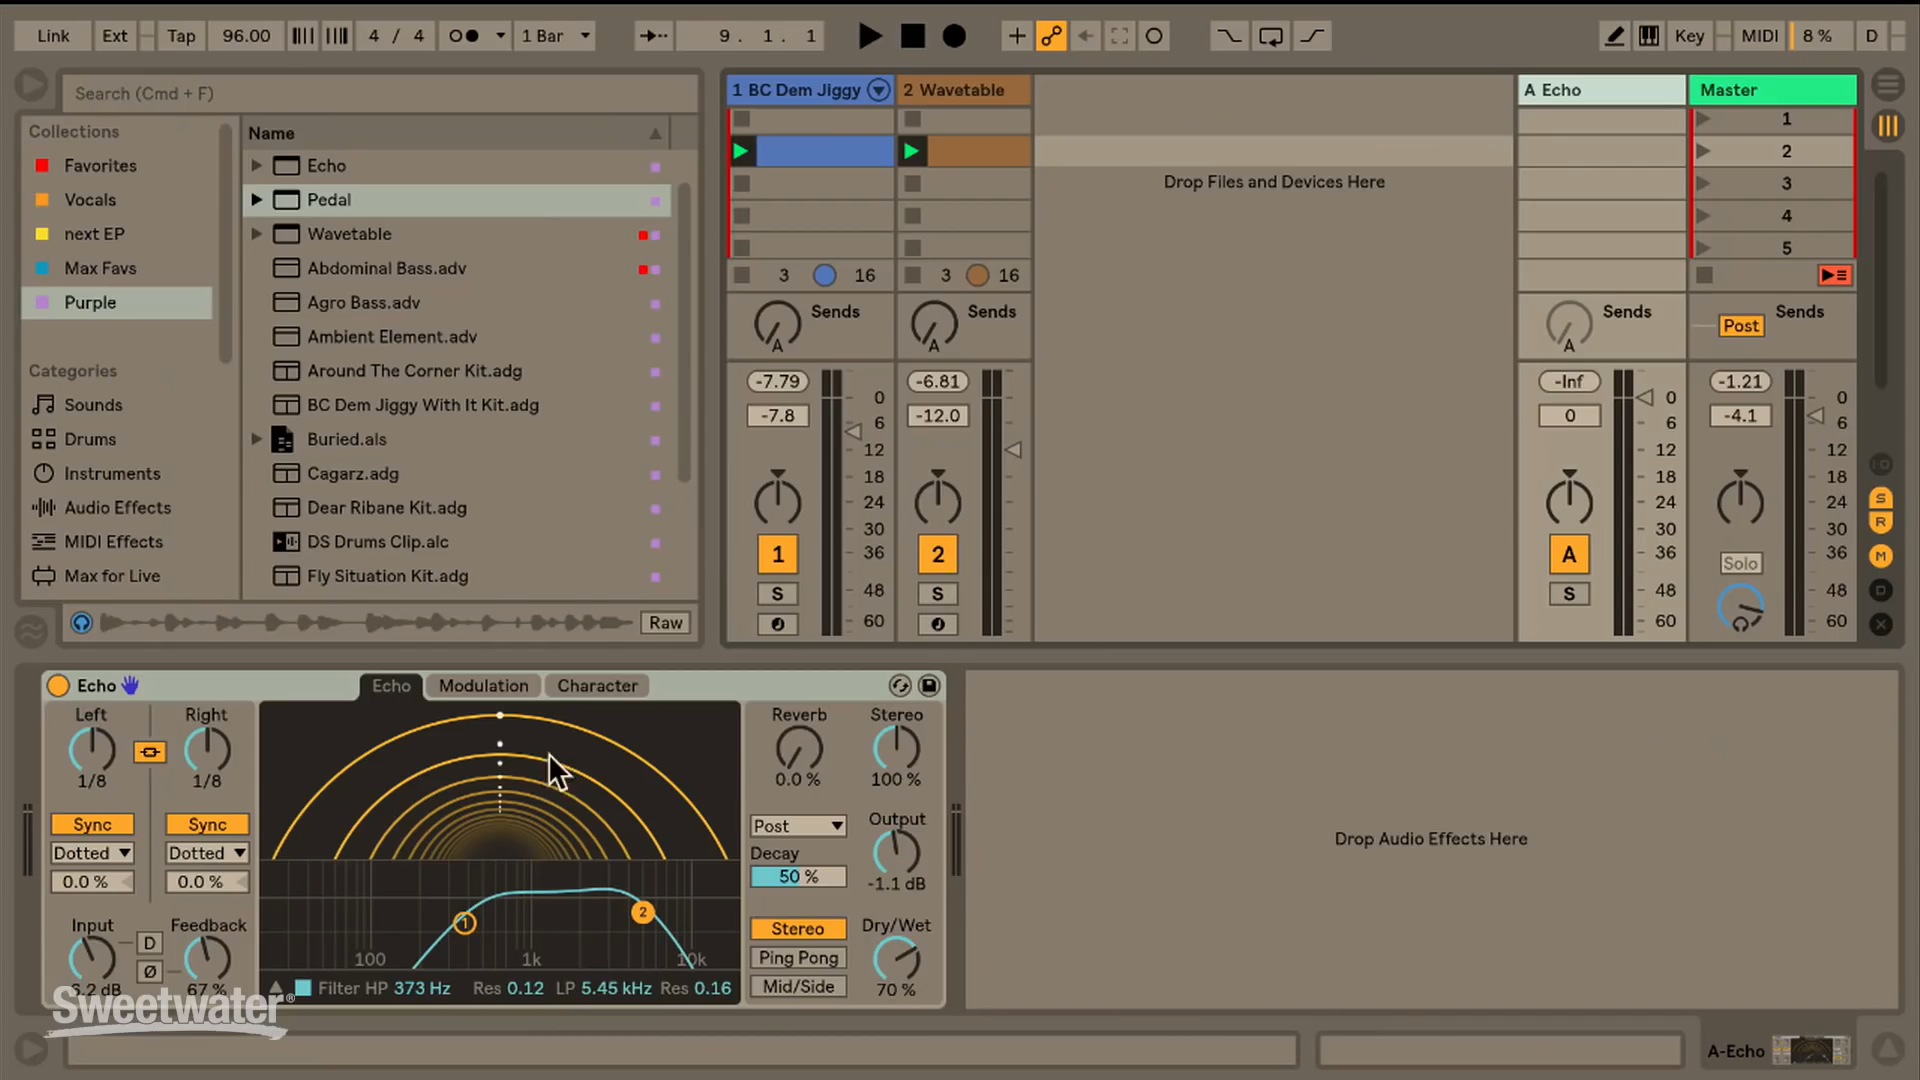 Link Ext Tap 96.00 4 / 4 1 Bar 9. 1. 1 Key MIDI 8 % D
Search (Cmd + F)
Collections
Favorites
Vocals
next EP
Max Favs
Purple
Categories
Sounds
Drums
Instruments
Audio Effects
MIDI Effects
Max for Live
Name
Echo
Pedal
Wavetable
Abdominal Bass.adv
Agro Bass.adv
Ambient Element.adv
Around The Corner Kit.adg
BC Dem Jiggy With It Kit.adg
Buried.als
Cagarz.adg
Dear Ribane Kit.adg
DS Drums Clip.alc
Fly Situation Kit.adg
Raw
1 BC Dem Jiggy 2 Wavetable A Echo Master
1
2
Drop Files and Devices Here
3
4
5
3 16 3 16
Sends Sends Sends Sends
A A A Post
-7.79 -6.81 -Inf -1.21
-7.8 -12.0 0 -4.1
0 0 0
6 6 6
12 12 12
18 18 18
24 24 24
30 30 30
36 36 36
48 48 48
60 60 60
1 2 A Solo
S S S
S
R
M
D
X
Echo Echo Modulation Character
Left Right
1/8 1/8
Sync Sync
Dotted Dotted
0.0 % 0.0 %
Input D Feedback
Ø
6.2 dB 67 %
1 2
100 1k 10k
Filter HP 373 Hz Res 0.12 LP 5.45 kHz Res 0.16
Reverb Stereo
0.0 % 100 %
Post Output
Decay
50 % -1.1 dB
Stereo Dry/Wet
Ping Pong
Mid/Side 70 %
Drop Audio Effects Here
Sweetwater®
A-Echo